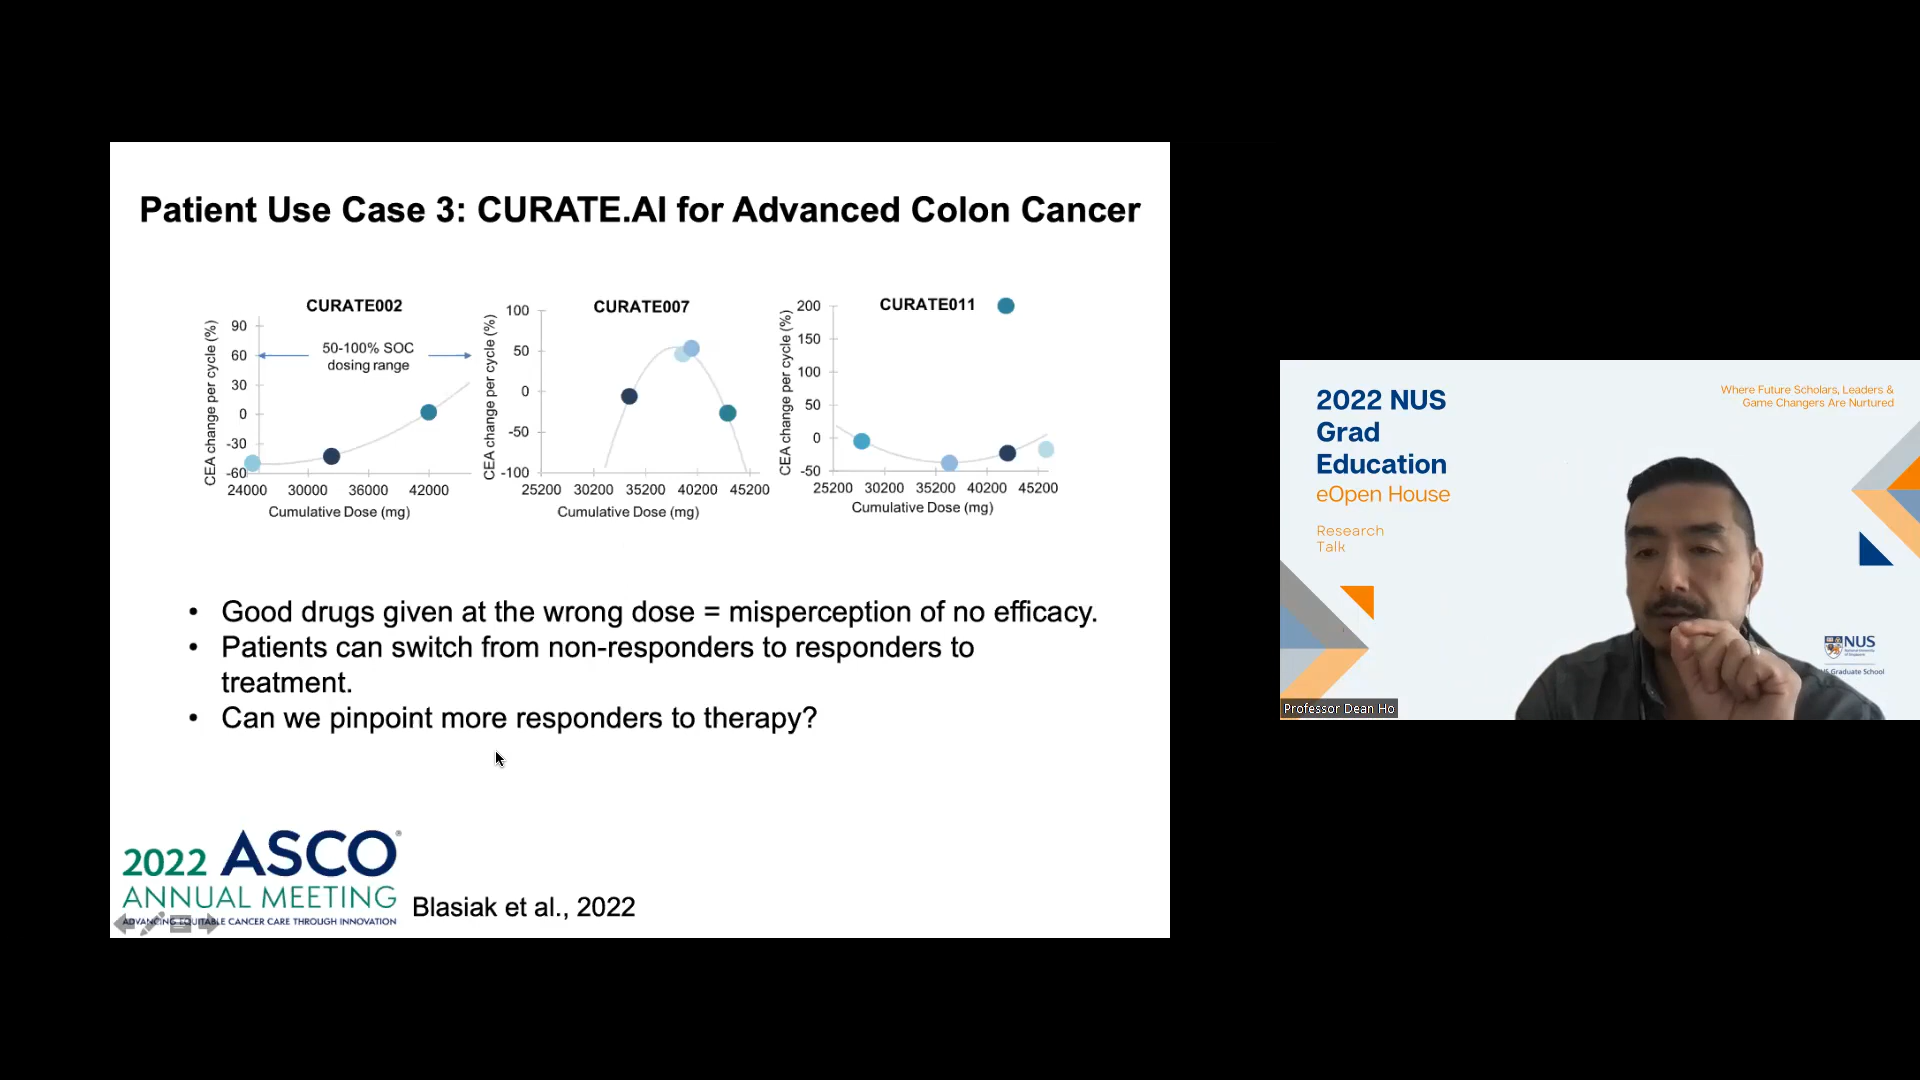 Patient Use Case 3: CURATE.AI for Advanced Colon Cancer
CURATE002
CEA change per cycle (%)
90
60
30
0
-30
-60
50-100% SOC
dosing range
24000 30000 36000 42000
Cumulative Dose (mg)
CURATE007
CEA change per cycle (%)
100
50
0
-50
-100
25200 30200 35200 40200 45200
Cumulative Dose (mg)
CURATE011
CEA change per cycle (%)
200
150
100
50
0
-50
25200 30200 35200 40200 45200
Cumulative Dose (mg)
• Good drugs given at the wrong dose = misperception of no efficacy.
• Patients can switch from non-responders to responders to
treatment.
• Can we pinpoint more responders to therapy?
2022 ASCO®
ANNUAL MEETING
ADVANCING EQUITABLE CANCER CARE THROUGH INNOVATION
Blasiak et al., 2022
2022 NUS
Grad
Education
eOpen House
Research
Talk
Where Future Scholars, Leaders &
Game Changers Are Nurtured
NUS
Graduate School
Professor Dean Ho